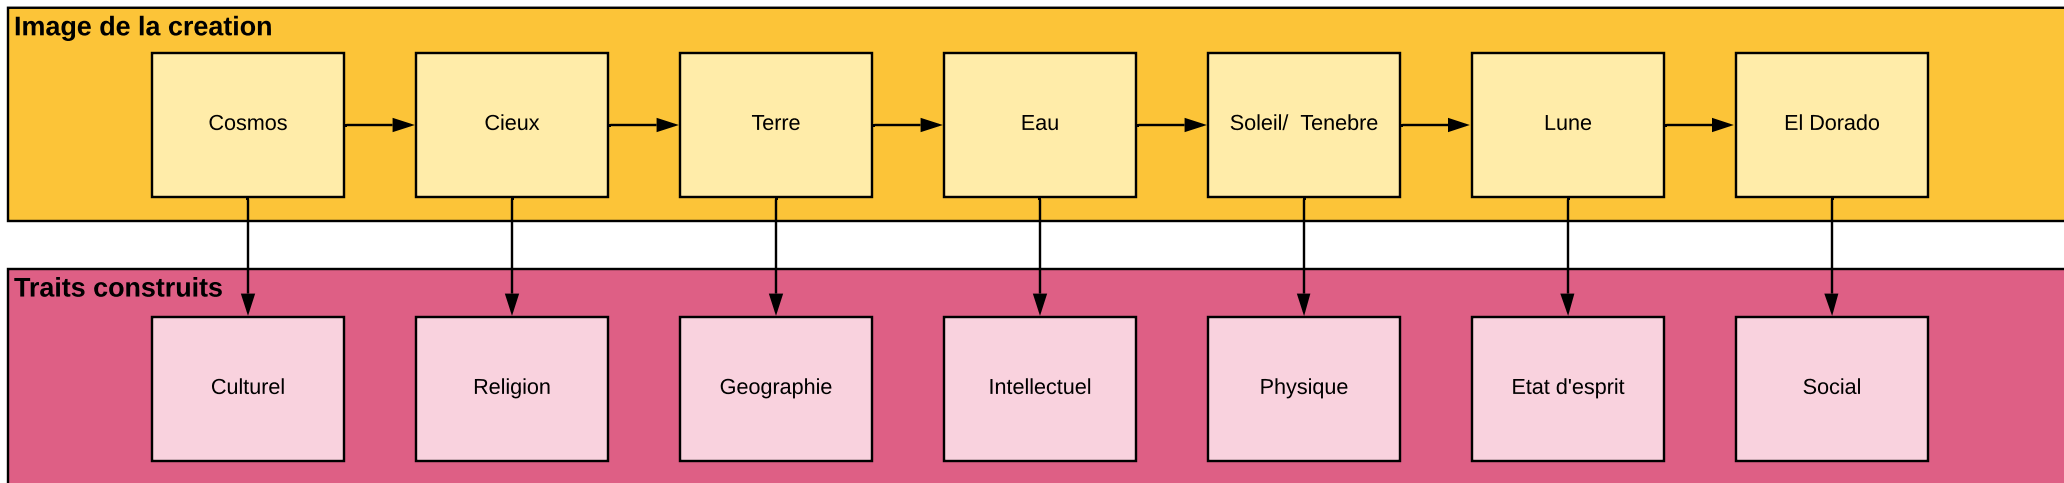 Image de la creation
Cosmos
Cieux
Terre
Eau
Soleil/  Tenebre
Lune
El Dorado
Traits construits
Culturel
Religion
Geographie
Intellectuel
Physique
Etat d'esprit
Social